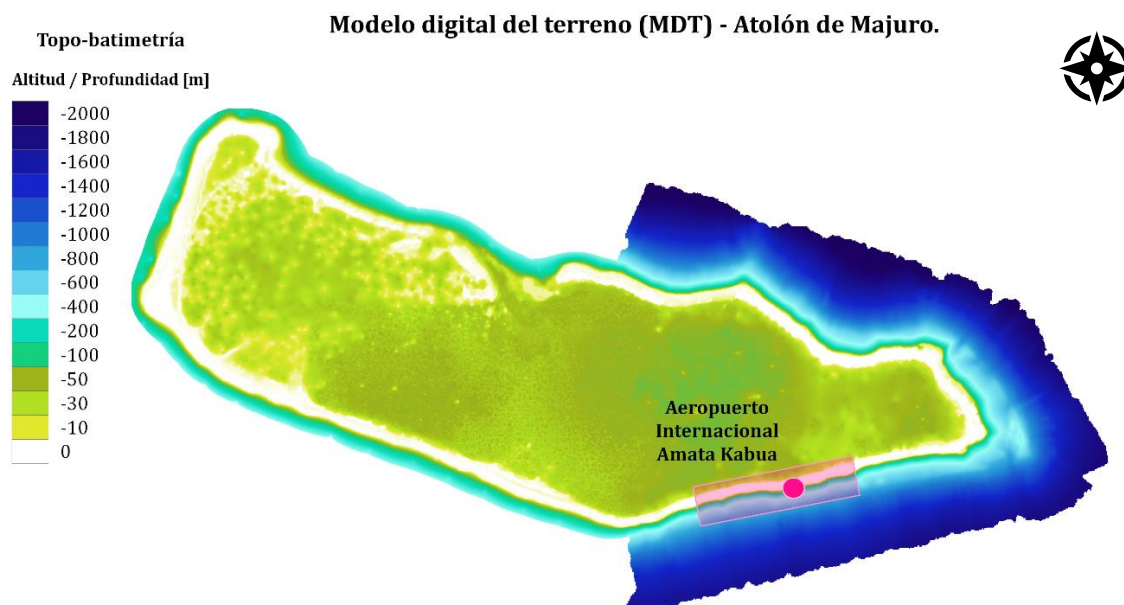 Modelo digital del terreno (MDT) - Atolón de Majuro.
Topo-batimetría
Altitud / Profundidad [m]
-2000
-1800
-1600
-1400
-1200
-1000
-800
-600
-400
-200
-100
-50
-30
-10
0
Aeropuerto
Internacional
Amata Kabua